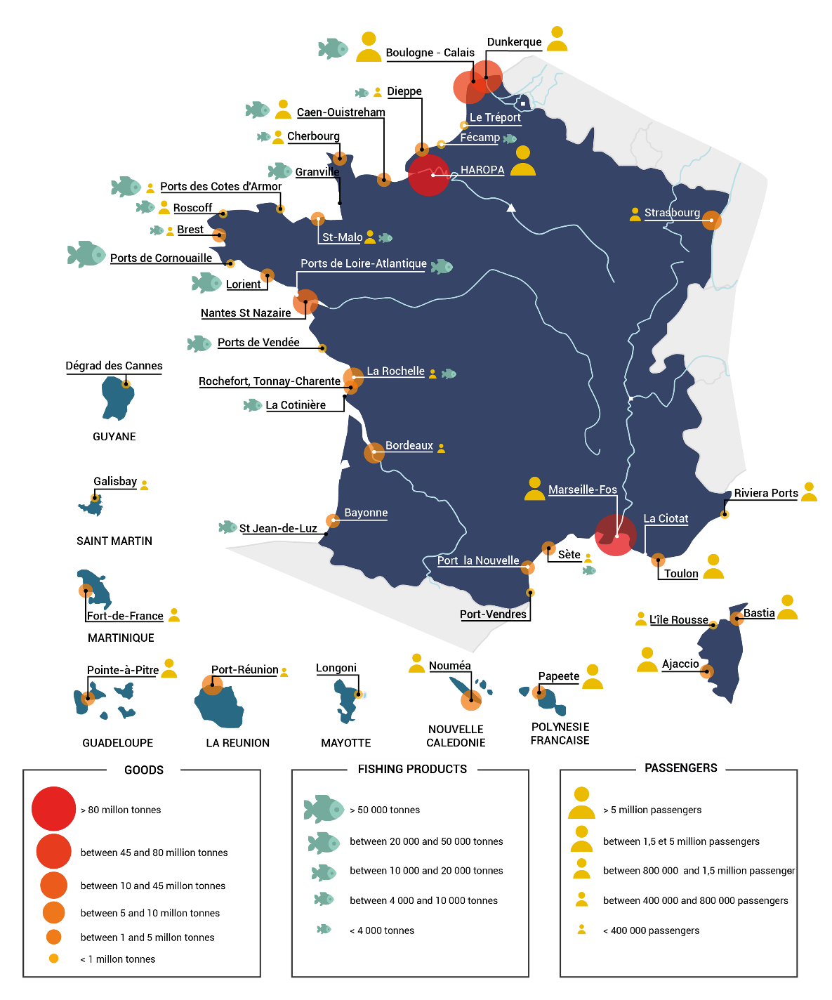 Dunkerque
Boulogne - Calais
Dieppe
Caen-Ouistreham
Le Tréport
Cherbourg
Fécamp
Granville
HAROPA
Ports des Cotes d'Armor
Roscoff
Strasbourg
Brest
St-Malo
Ports de Cornouaille
Ports de Loire-Atlantique
Lorient
Nantes St Nazaire
Ports de Vendée
Dégrad des Cannes
La Rochelle
Rochefort, Tonnay-Charente
La Cotinière
GUYANE
Bordeaux
Galisbay
Marseille-Fos
Riviera Ports
Bayonne
La Ciotat
St Jean-de-Luz
SAINT MARTIN
Sète
Port la Nouvelle
Toulon
Port-Vendres
Fort-de-France
Bastia
L'île Rousse
MARTINIQUE
Ajaccio
Pointe-à-Pitre
Port-Réunion
Longoni
Nouméa
Papeete
GUADELOUPE
LA REUNION
MAYOTTE
NOUVELLE
CALEDONIE
POLYNESIE
FRANCAISE
GOODS
> 80 millon tonnes
between 45 and 80 million tonnes
between 10 and 45 millon tonnes
between 5 and 10 millon tonnes
between 1 and 5 millon tonnes
< 1 millon tonnes
FISHING PRODUCTS
> 50 000 tonnes
between 20 000 and 50 000 tonnes
between 10 000 and 20 000 tonnes
between 4 000 and 10 000 tonnes
< 4 000 tonnes
PASSENGERS
> 5 million passengers
between 1,5 et 5 million passengers
between 800 000 and 1,5 million passenger
between 400 000 and 800 000 passengers
< 400 000 passengers